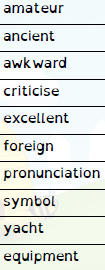 amateur
ancient
awkward
criticise
excellent
foreign
pronunciation
symbol
yacht
equipment